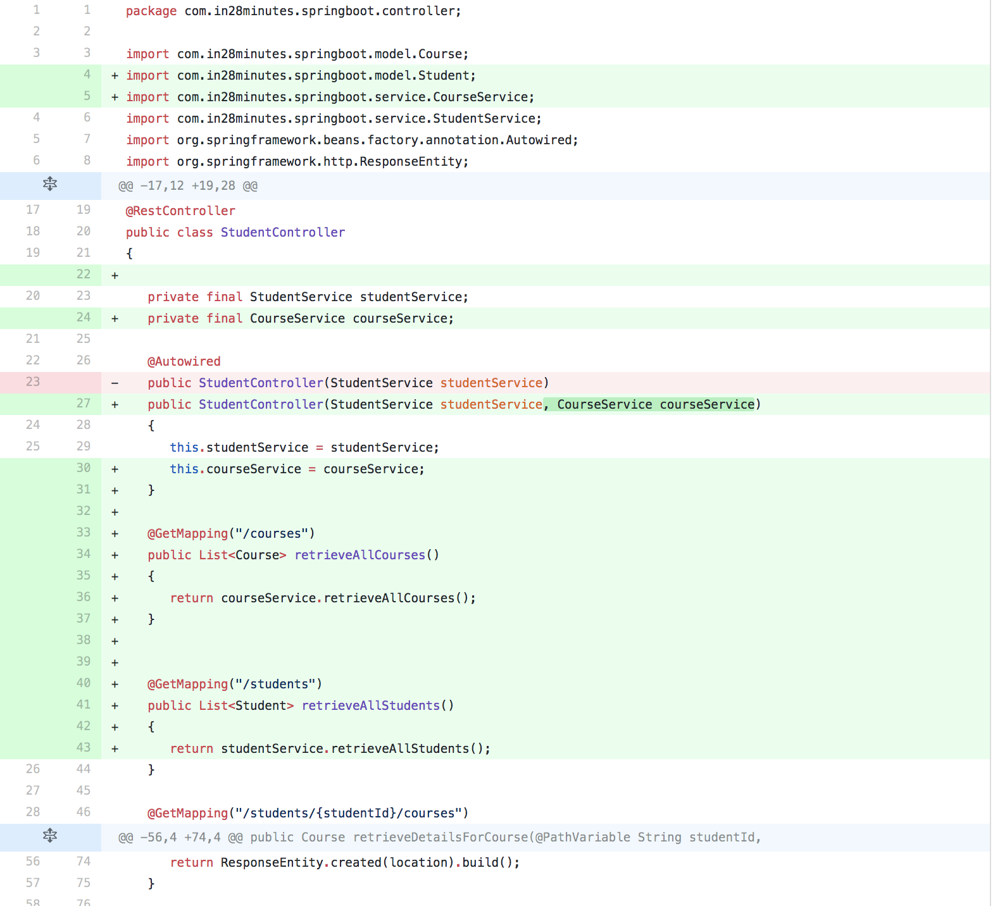 1 1 package com.in28minutes.springboot.controller;
2 2
3 3 import com.in28minutes.springboot.model.Course;
4 + import com.in28minutes.springboot.model.Student;
5 + import com.in28minutes.springboot.service.CourseService;
4 6 import com.in28minutes.springboot.service.StudentService;
5 7 import org.springframework.beans.factory.annotation.Autowired;
6 8 import org.springframework.http.ResponseEntity;
@@ -17,12 +19,28 @@
17 19 @RestController
18 20 public class StudentController
19 21 {
22 +
20 23 private final StudentService studentService;
24 + private final CourseService courseService;
21 25
22 26 @Autowired
23 - public StudentController(StudentService studentService)
27 + public StudentController(StudentService studentService, CourseService courseService)
24 28 {
25 29 this.studentService = studentService;
30 + this.courseService = courseService;
31 + }
32 +
33 + @GetMapping("/courses")
34 + public List<Course> retrieveAllCourses()
35 + {
36 + return courseService.retrieveAllCourses();
37 + }
38 +
39 +
40 + @GetMapping("/students")
41 + public List<Student> retrieveAllStudents()
42 + {
43 + return studentService.retrieveAllStudents();
26 44 }
27 45
28 46 @GetMapping("/students/{studentId}/courses")
@@ -56,4 +74,4 @@ public Course retrieveDetailsForCourse(@PathVariable String studentId,
56 74 return ResponseEntity.created(location).build();
57 75 }
58 76